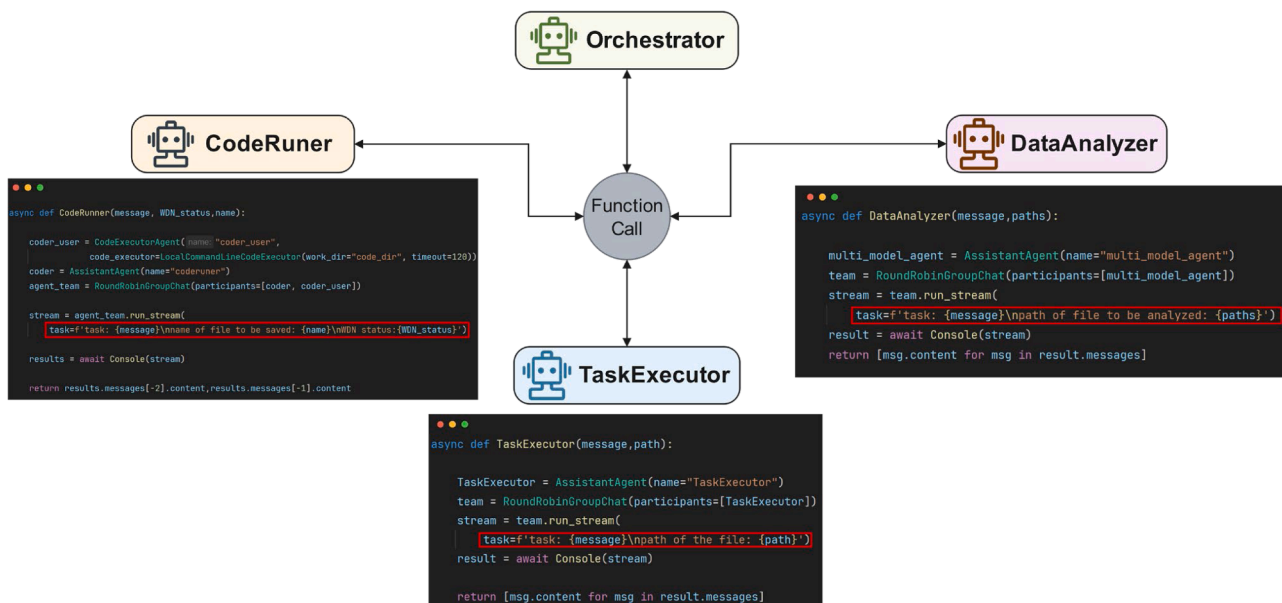 Orchestrator
CodeRuner
DataAnalyzer
Function
Call
async def CodeRunner(message, WDN_status,name):
coder_user = CodeExecutorAgent( name: "coder_user",
code_executor=LocalCommandLineCodeExecutor(work_dir="code_dir", timeout=120))
coder = AssistantAgent(name="coderuner")
agent_team = RoundRobinGroupChat(participants=[coder, coder_user])
stream = agent_team.run_stream(
task=f'task: {message}\nname of file to be saved: {name}\nWDN status:{WDN_status}')
results = await Console(stream)
return results.messages[-2].content,results.messages[-1].content
async def DataAnalyzer(message,paths):
multi_model_agent = AssistantAgent(name="multi_model_agent")
team = RoundRobinGroupChat(participants=[multi_model_agent])
stream = team.run_stream(
task=f'task: {message}\npath of file to be analyzed: {paths}')
result = await Console(stream)
return [msg.content for msg in result.messages]
TaskExecutor
async def TaskExecutor(message,path):
TaskExecutor = AssistantAgent(name="TaskExecutor")
team = RoundRobinGroupChat(participants=[TaskExecutor])
stream = team.run_stream(
task=f'task: {message}\npath of the file: {path}')
result = await Console(stream)
return [msg.content for msg in result.messages]